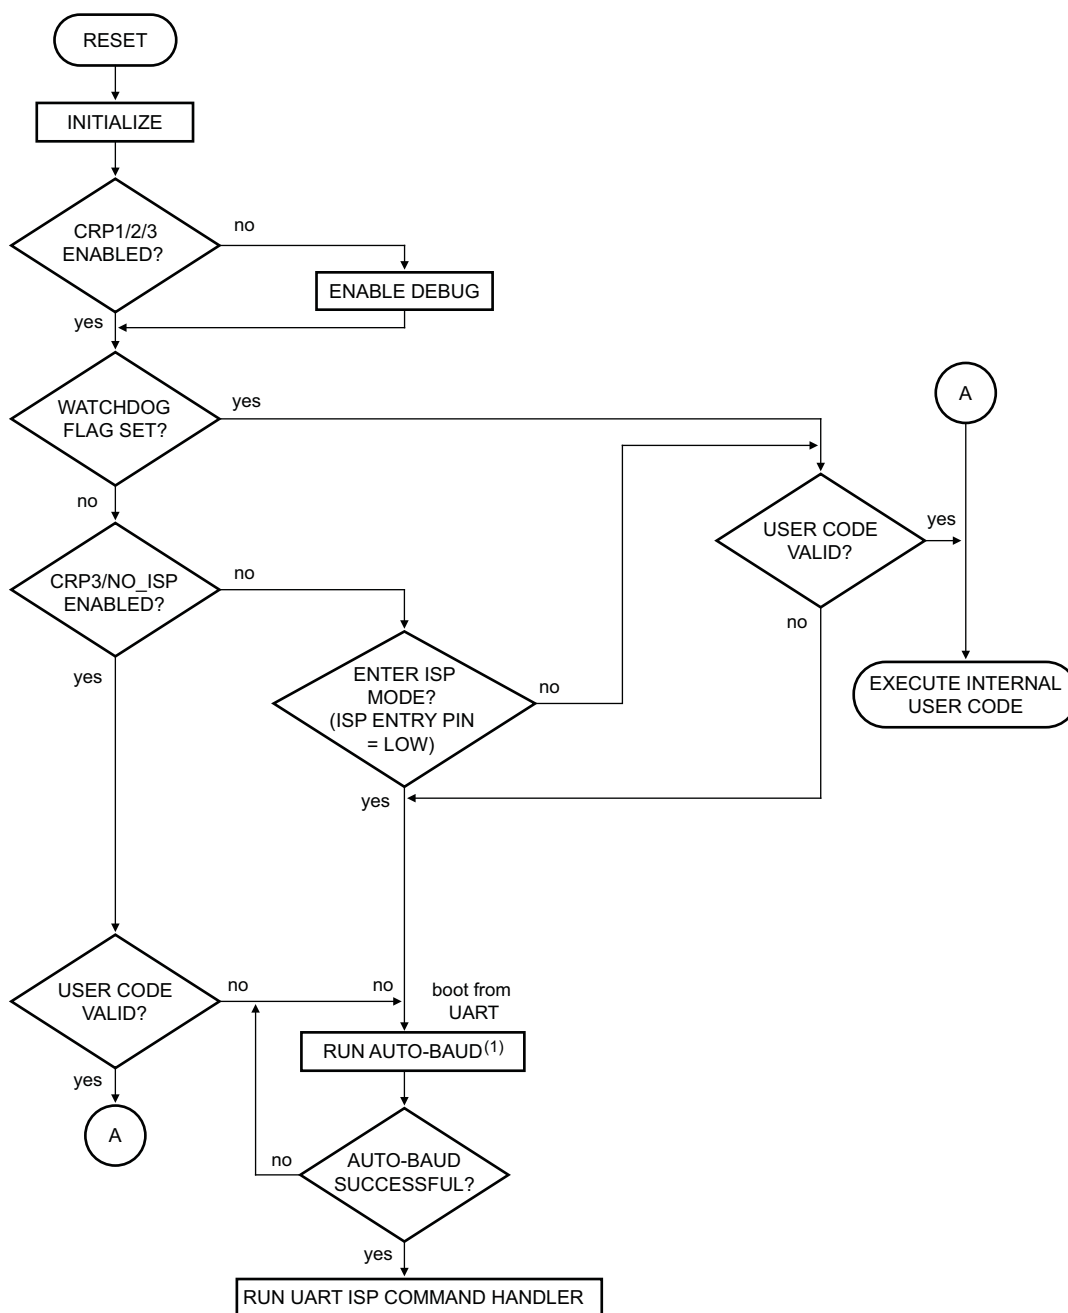 RESET
INITIALIZE
CRP1/2/3
ENABLED?
no
ENABLE DEBUG
yes
WATCHDOG
FLAG SET?
yes
A
no
USER CODE
VALID?
yes
CRP3/NO_ISP
ENABLED?
no
no
yes
ENTER ISP
MODE?
(ISP ENTRY PIN
= LOW)
no
EXECUTE INTERNAL
USER CODE
yes
USER CODE
VALID?
no
no
boot from
UART
RUN AUTO-BAUD(1)
yes
A
no
AUTO-BAUD
SUCCESSFUL?
yes
RUN UART ISP COMMAND HANDLER